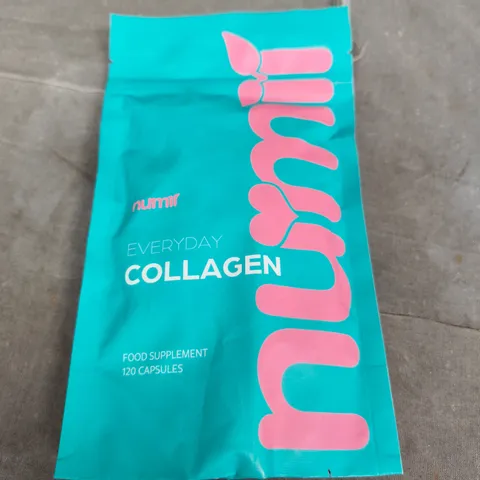 numii
EVERYDAY
COLLAGEN
FOOD SUPPLEMENT
120 CAPSULES
numii